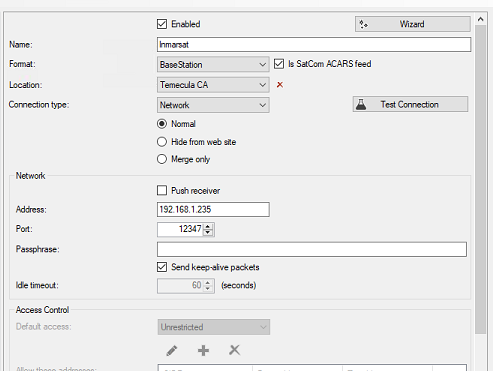 Enabled
Wizard
Name:
Inmarsat
Format:
BaseStation
Is SatCom ACARS feed
Location:
Temecula CA
Connection type:
Network
Test Connection
Normal
Hide from web site
Merge only
Network
Push receiver
Address:
192.168.1.235
Port:
12347
Passphrase:
Send keep-alive packets
Idle timeout:
60
(seconds)
Access Control
Default access:
Unrestricted
Allow these addresses: